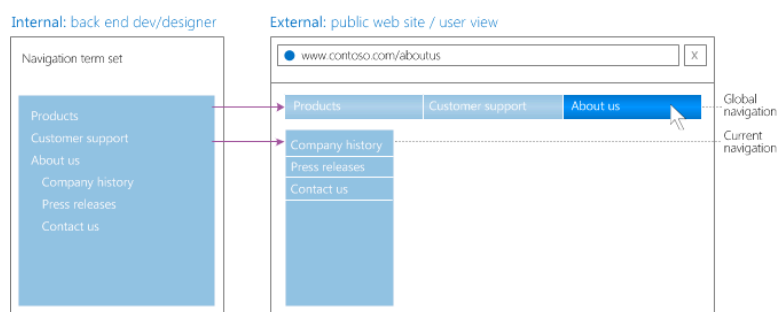 Internal: back end dev/designer
External: public web site / user view
Navigation term set
Products
Customer support
About us
Company history
Press releases
Contact us
www.contoso.com/aboutus
X
Products
Customer support
About us
Global
navigation
Company history
Press releases
Contact us
Current
navigation